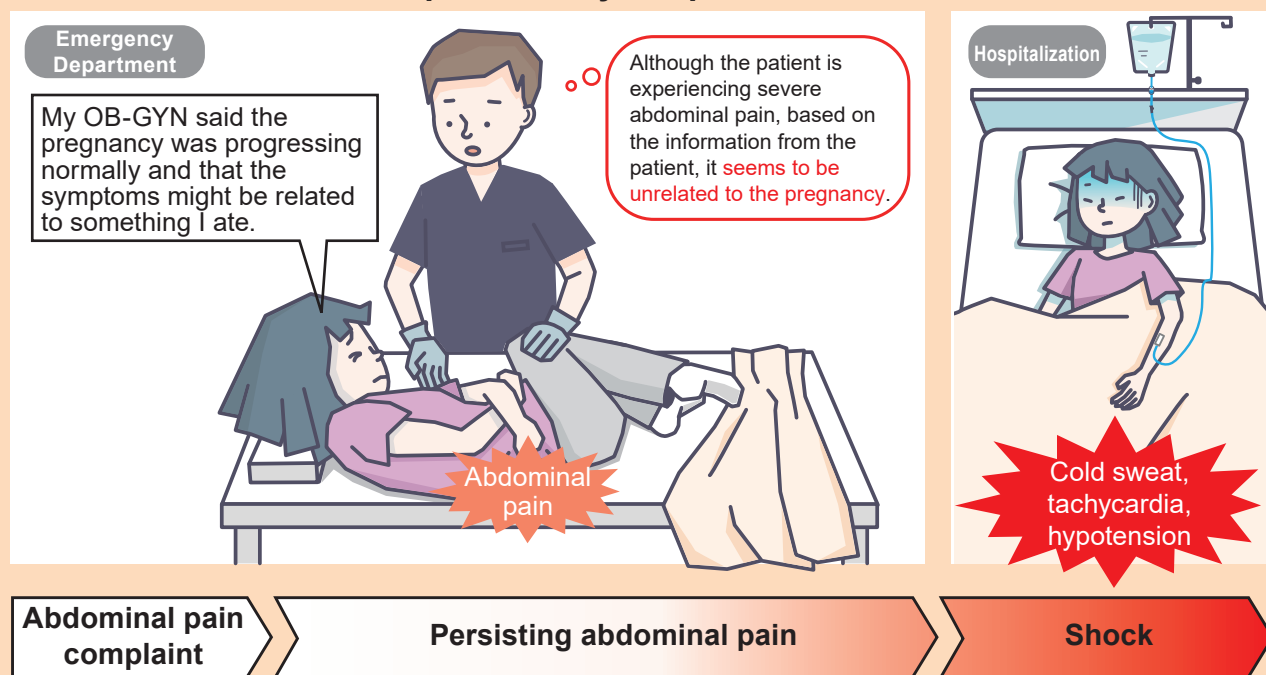 Emergency
Department
My OB-GYN said the
pregnancy was progressing
normally and that the
symptoms might be related
to something I ate.
Although the patient is
experiencing severe
abdominal pain, based on
the information from the
patient, it seems to be
unrelated to the pregnancy.
Abdominal
pain
Hospitalization
Cold sweat,
tachycardia,
hypotension
Abdominal pain
complaint
Persisting abdominal pain
Shock